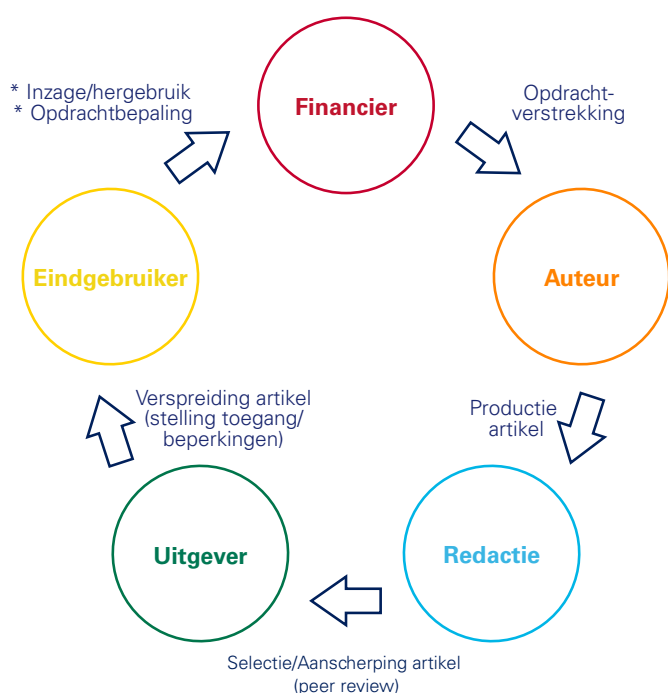 Financier
Opdracht-
verstrekking
Auteur
Productie
artikel
Redactie
Selectie/Aanscherping artikel
(peer review)
Uitgever
Verspreiding artikel
(stelling toegang/
beperkingen)
Eindgebruiker
* Inzage/hergebruik
* Opdrachtbepaling